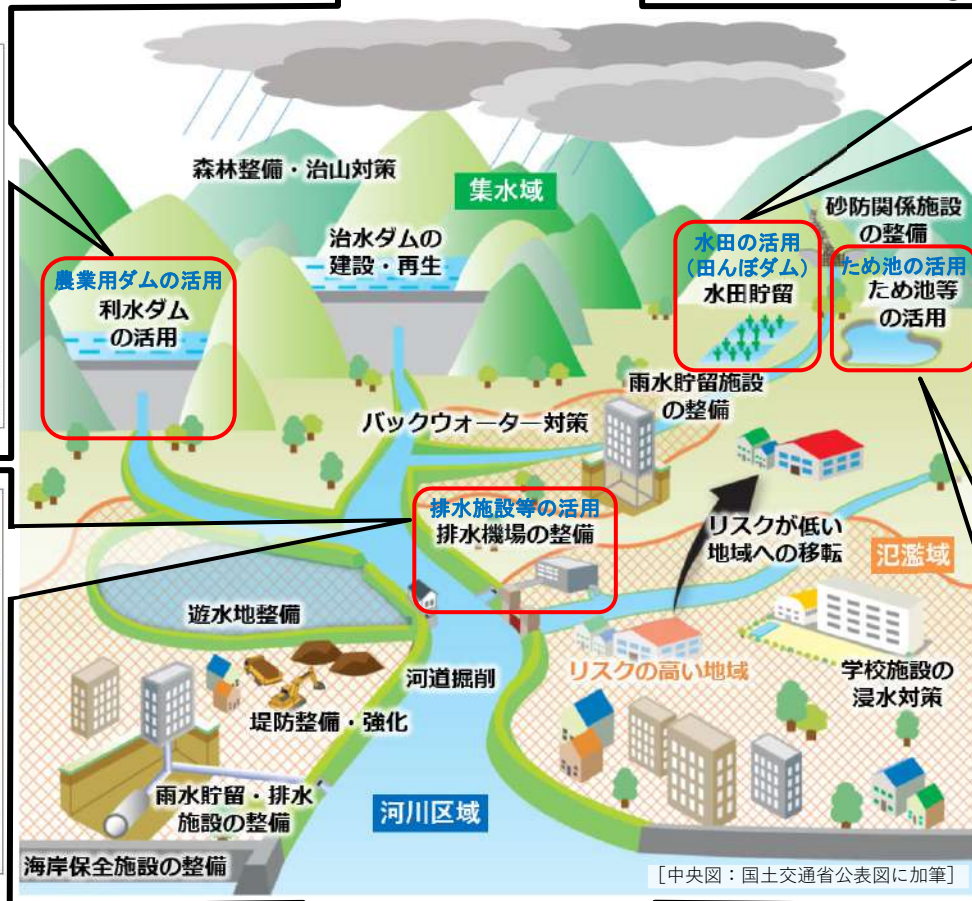 森林整備・治山対策
集水域
砂防関係施設
の整備
治水ダムの
建設・再生
水田の活用
(田んぼダム)
水田貯留
ため池の活用
ため池等
の活用
農業用ダムの活用
利水ダム
の活用
雨水貯留施設
の整備
バックウォーター対策
排水施設等の活用
排水機場の整備
リスクが低い
地域への移転
氾濫域
遊水地整備
リスクの高い地域
学校施設の
浸水対策
河道掘削
堤防整備・強化
雨水貯留・排水
施設の整備
河川区域
海岸保全施設の整備
[中央図：国土交通省公表図に加筆]